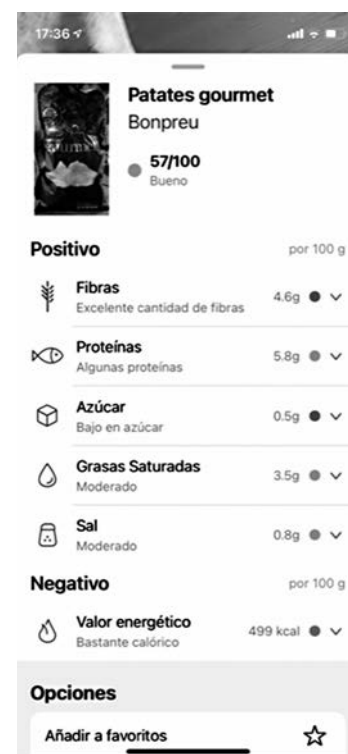 17:36
Patates gourmet
Bonpreu
57/100
Bueno
Positivo por 100 g
Fibras
Excelente cantidad de fibras
4.6g
Proteínas
Algunas proteínas
5.8g
Azúcar
Bajo en azúcar
0.5g
Grasas Saturadas
Moderado
3.5g
Sal
Moderado
0.8g
Negativo por 100 g
Valor energético
Bastante calórico
499 kcal
Opciones
Añadir a favoritos